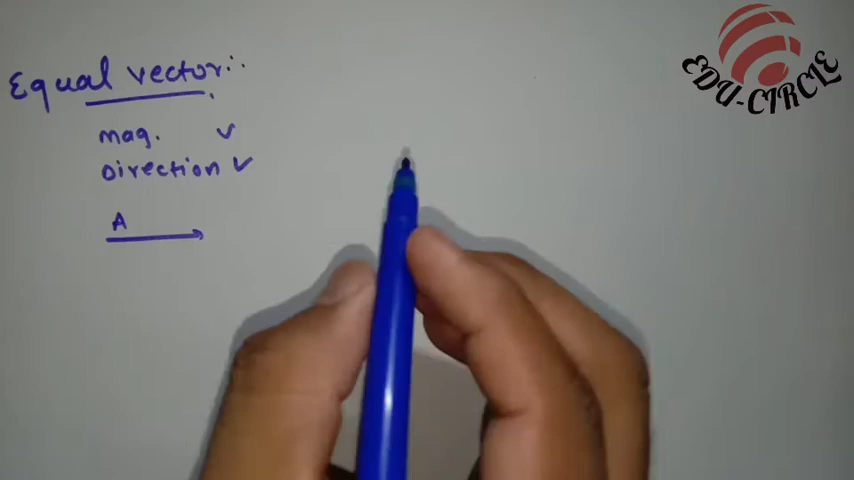 Equal vector:
mag. ✓
Direction ✓
A
EDU-CIRCLE